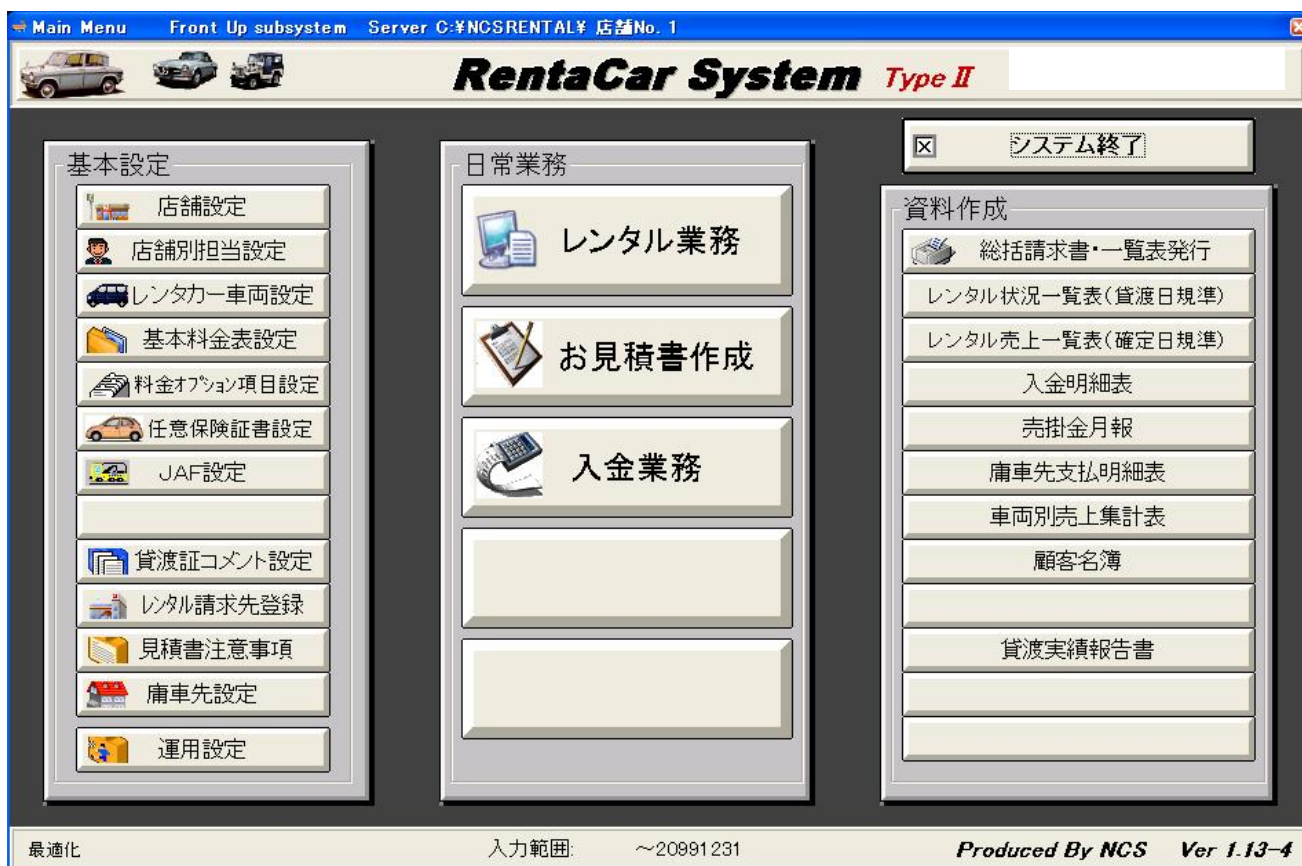 Main Menu Front Up subsystem Server C:¥NCSRENTAL¥ 店舗No. 1
RentaCar System Type Ⅱ
システム終了
基本設定
店舗設定
店舗別担当設定
レンタカー車両設定
基本料金表設定
料金ｵﾌﾟｼｮﾝ項目設定
任意保険証書設定
JAF設定
貸渡証コメント設定
ﾚﾝﾀﾙ請求先登録
見積書注意事項
庸車先設定
運用設定
日常業務
レンタル業務
お見積書作成
入金業務
資料作成
総括請求書・一覧表発行
レンタル状況一覧表(貸渡日規準)
レンタル売上一覧表(確定日規準)
入金明細表
売掛金月報
庸車先支払明細表
車両別売上集計表
顧客名簿
貸渡実績報告書
最適化 入力範囲: ～20991231 Produced By NCS Ver 1.13-4